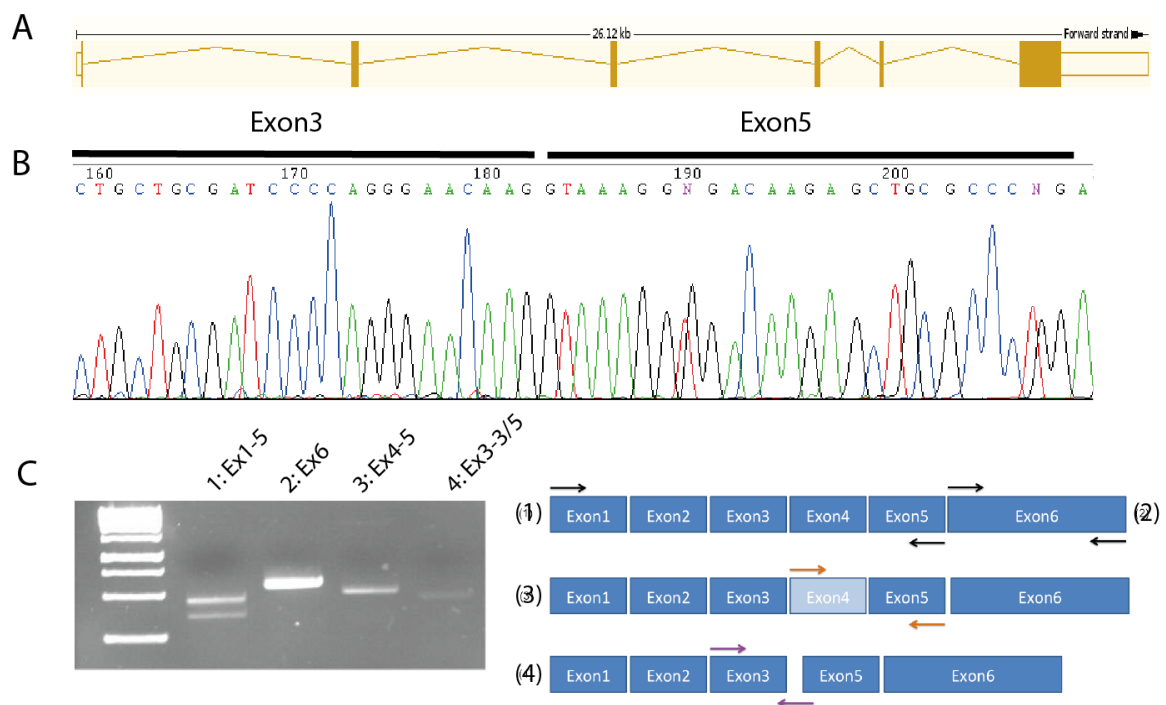 A
26.12 kb
Forward strand
Exon3
Exon5
B
160 170 180 190 200
C T G C T G C G A T C C C C A G G G A A C A A G G T A A A G G N G A C A A G A G C T G C G C C C N G A
C
1: Ex1-5
2: Ex6
3: Ex4-5
4: Ex3-3/5
(1) Exon1 Exon2 Exon3 Exon4 Exon5 Exon6 (2)
(3) Exon1 Exon2 Exon3 Exon4 Exon5 Exon6
(4) Exon1 Exon2 Exon3 Exon5 Exon6